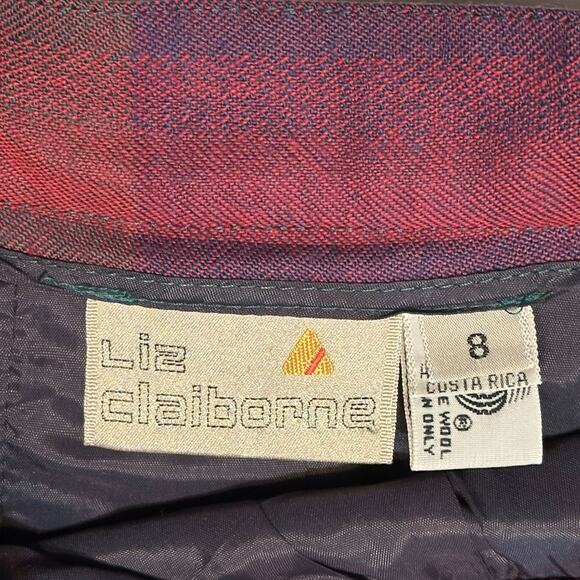 Liz
claiborne
8
COSTA RICA
WOOL
®
ONLY